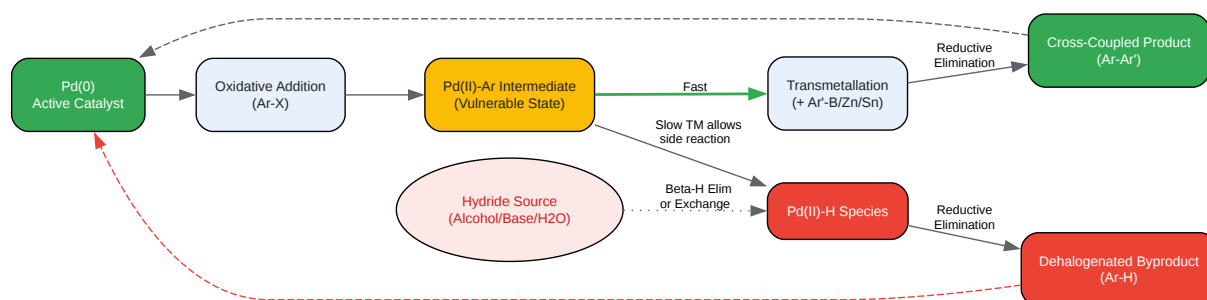 Pd(0)
Active Catalyst
Oxidative Addition
(Ar-X)
Pd(II)-Ar Intermediate
(Vulnerable State)
Fast
Transmetallation
(+ Ar'-B/Zn/Sn)
Reductive
Elimination
Cross-Coupled Product
(Ar-Ar')
Slow TM allows
side reaction
Hydride Source
(Alcohol/Base/H2O)
Beta-H Elim
or Exchange
Pd(II)-H Species
Reductive
Elimination
Dehalogenated Byproduct
(Ar-H)